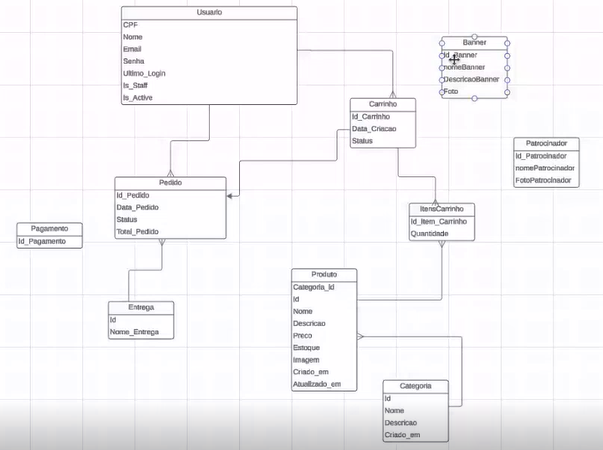 Usuario
CPF
Nome
Email
Senha
Ultimo_Login
Is_Staff
Is_Active
Banner
Id_Banner
nomeBanner
DescricaoBanner
Foto
Carrinho
Id_Carrinho
Data_Criacao
Status
Patrocinador
Id_Patrocinador
nomePatrocinador
FotoPatrocinador
Pedido
Id_Pedido
Data_Pedido
Status
Total_Pedido
ItensCarrinho
Id_Item_Carrinho
Quantidade
Pagamento
Id_Pagamento
Produto
Categoria_Id
Id
Nome
Descricao
Preco
Estoque
Imagem
Criado_em
Atualizado_em
Entrega
Id
Nome_Entrega
Categoria
Id
Nome
Descricao
Criado_em